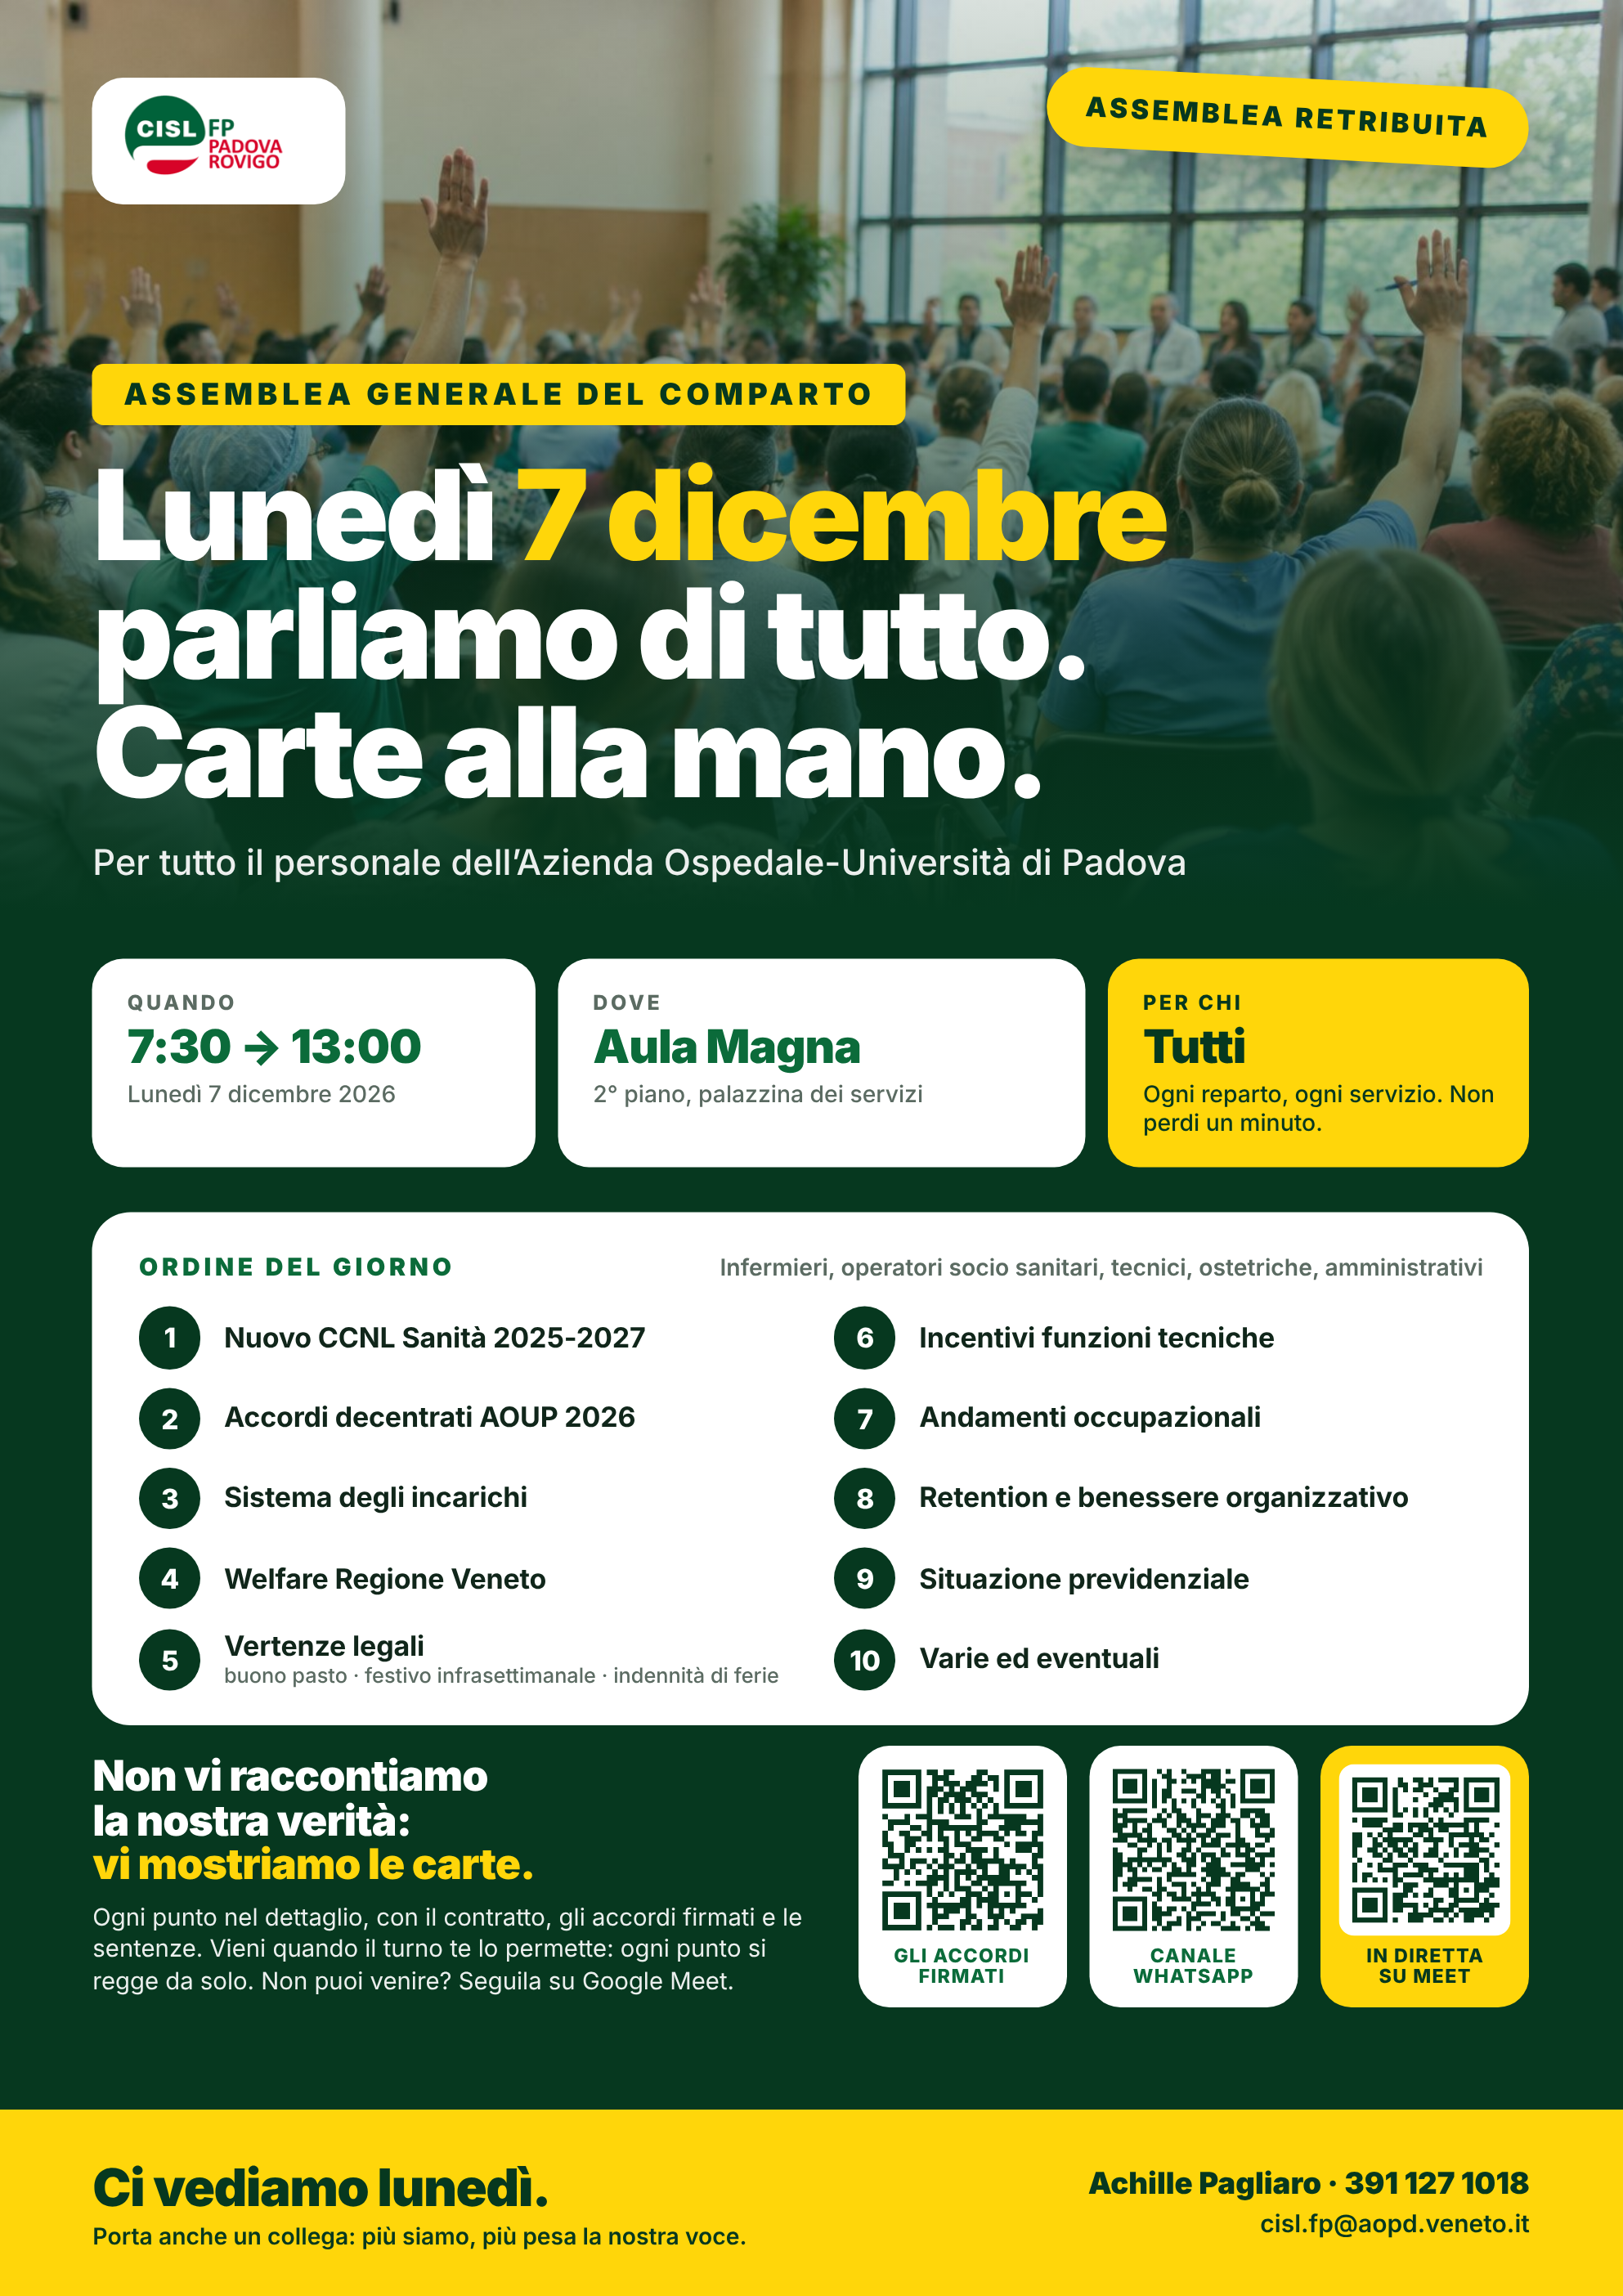 CISL FP
PADOVA
ROVIGO
ASSEMBLEA RETRIBUITA
ASSEMBLEA GENERALE DEL COMPARTO
Lunedì 7 dicembre
parliamo di tutto.
Carte alla mano.
Per tutto il personale dell’Azienda Ospedale-Università di Padova
QUANDO
7:30 → 13:00
Lunedì 7 dicembre 2026
DOVE
Aula Magna
2° piano, palazzina dei servizi
PER CHI
Tutti
Ogni reparto, ogni servizio. Non
perdi un minuto.
ORDINE DEL GIORNO
Infermieri, operatori socio sanitari, tecnici, ostetriche, amministrativi
1 Nuovo CCNL Sanità 2025-2027
2 Accordi decentrati AOUP 2026
3 Sistema degli incarichi
4 Welfare Regione Veneto
5 Vertenze legali
buono pasto · festivo infrasettimanale · indennità di ferie
6 Incentivi funzioni tecniche
7 Andamenti occupazionali
8 Retention e benessere organizzativo
9 Situazione previdenziale
10 Varie ed eventuali
Non vi raccontiamo
la nostra verità:
vi mostriamo le carte.
Ogni punto nel dettaglio, con il contratto, gli accordi firmati e le
sentenze. Vieni quando il turno te lo permette: ogni punto si
regge da solo. Non puoi venire? Seguila su Google Meet.
GLI ACCORDI
FIRMATI
CANALE
WHATSAPP
IN DIRETTA
SU MEET
Ci vediamo lunedì.
Porta anche un collega: più siamo, più pesa la nostra voce.
Achille Pagliaro · 391 127 1018
cisl.fp@aopd.veneto.it